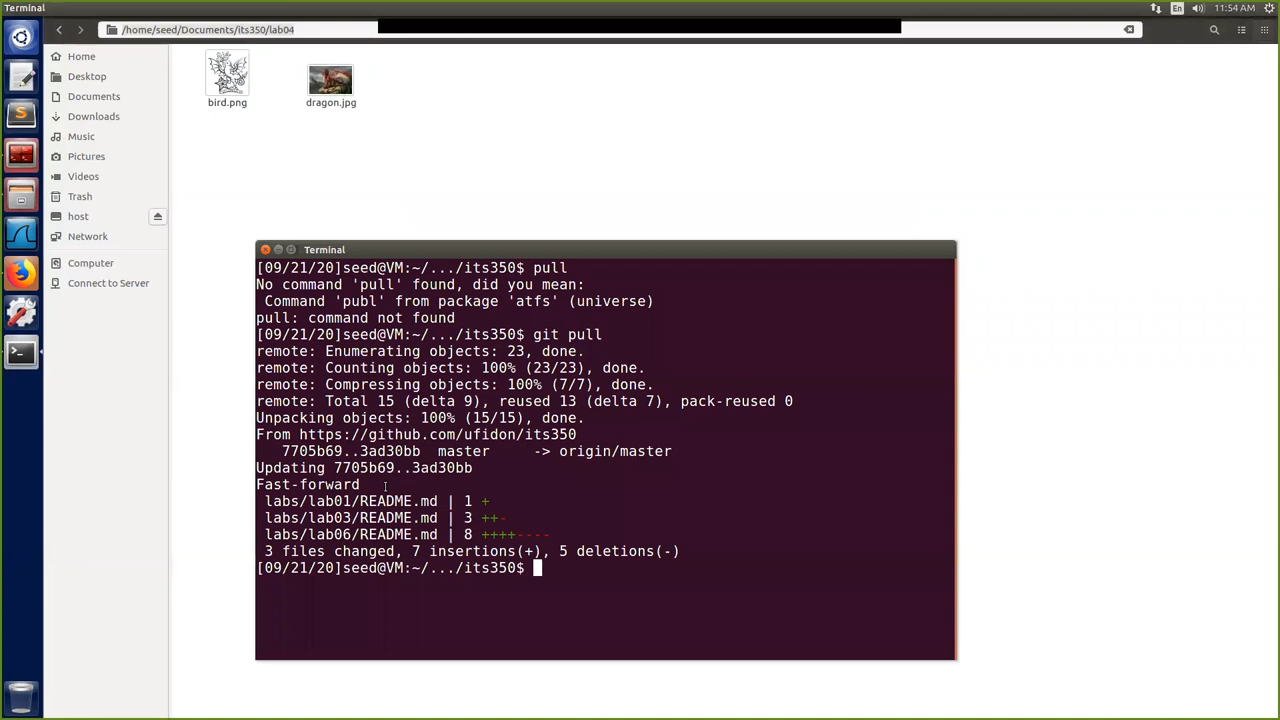 Terminal
En
11:54 AM
/home/seed/Documents/its350/lab04
Home
Desktop
Documents
Downloads
Music
Pictures
Videos
Trash
host
Network
Computer
Connect to Server
bird.png
dragon.jpg
Terminal
[09/21/20]seed@VM:~/.../its350$ pull
No command 'pull' found, did you mean:
 Command 'publ' from package 'atfs' (universe)
pull: command not found
[09/21/20]seed@VM:~/.../its350$ git pull
remote: Enumerating objects: 23, done.
remote: Counting objects: 100% (23/23), done.
remote: Compressing objects: 100% (7/7), done.
remote: Total 15 (delta 9), reused 13 (delta 7), pack-reused 0
Unpacking objects: 100% (15/15), done.
From https://github.com/ufidon/its350
   7705b69..3ad30bb  master     -> origin/master
Updating 7705b69..3ad30bb
Fast-forward
 labs/lab01/README.md | 1 +
 labs/lab03/README.md | 3 ++-
 labs/lab06/README.md | 8 ++++----
 3 files changed, 7 insertions(+), 5 deletions(-)
[09/21/20]seed@VM:~/.../its350$